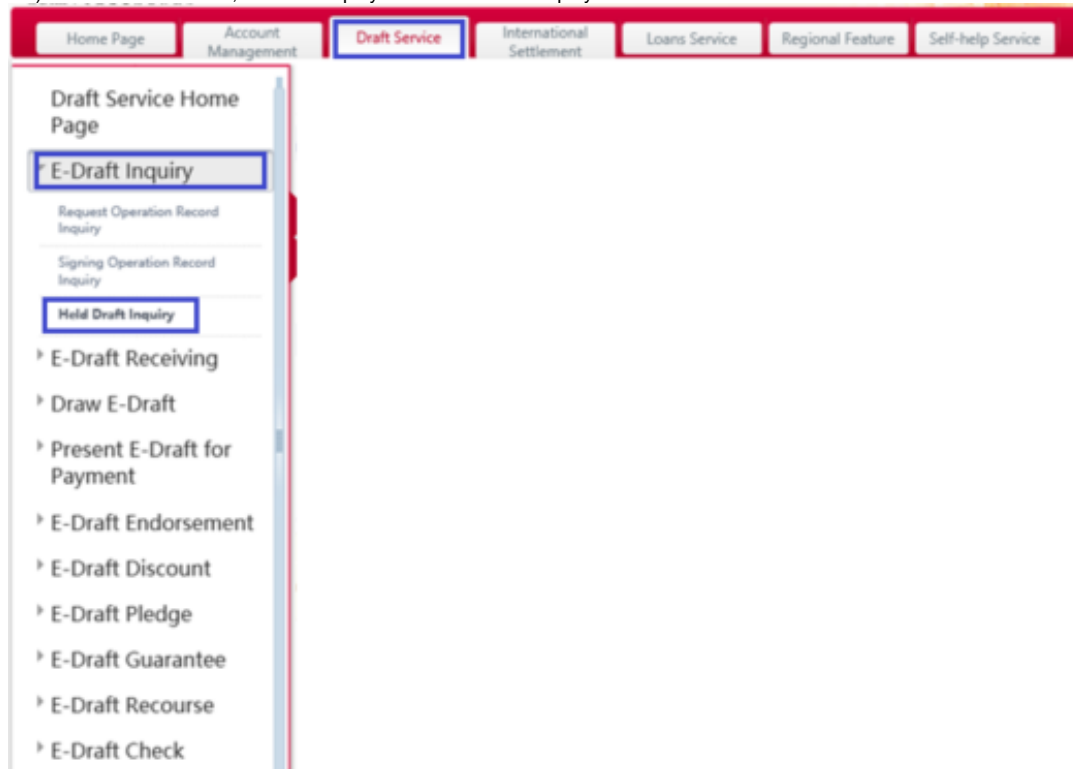 Home Page
Account
Management
Draft Service
International
Settlement
Loans Service
Regional Feature
Self-help Service
Draft Service Home
Page
E-Draft Inquiry
Request Operation Record
Inquiry
Signing Operation Record
Inquiry
Held Draft Inquiry
E-Draft Receiving
Draw E-Draft
Present E-Draft for
Payment
E-Draft Endorsement
E-Draft Discount
E-Draft Pledge
E-Draft Guarantee
E-Draft Recourse
E-Draft Check